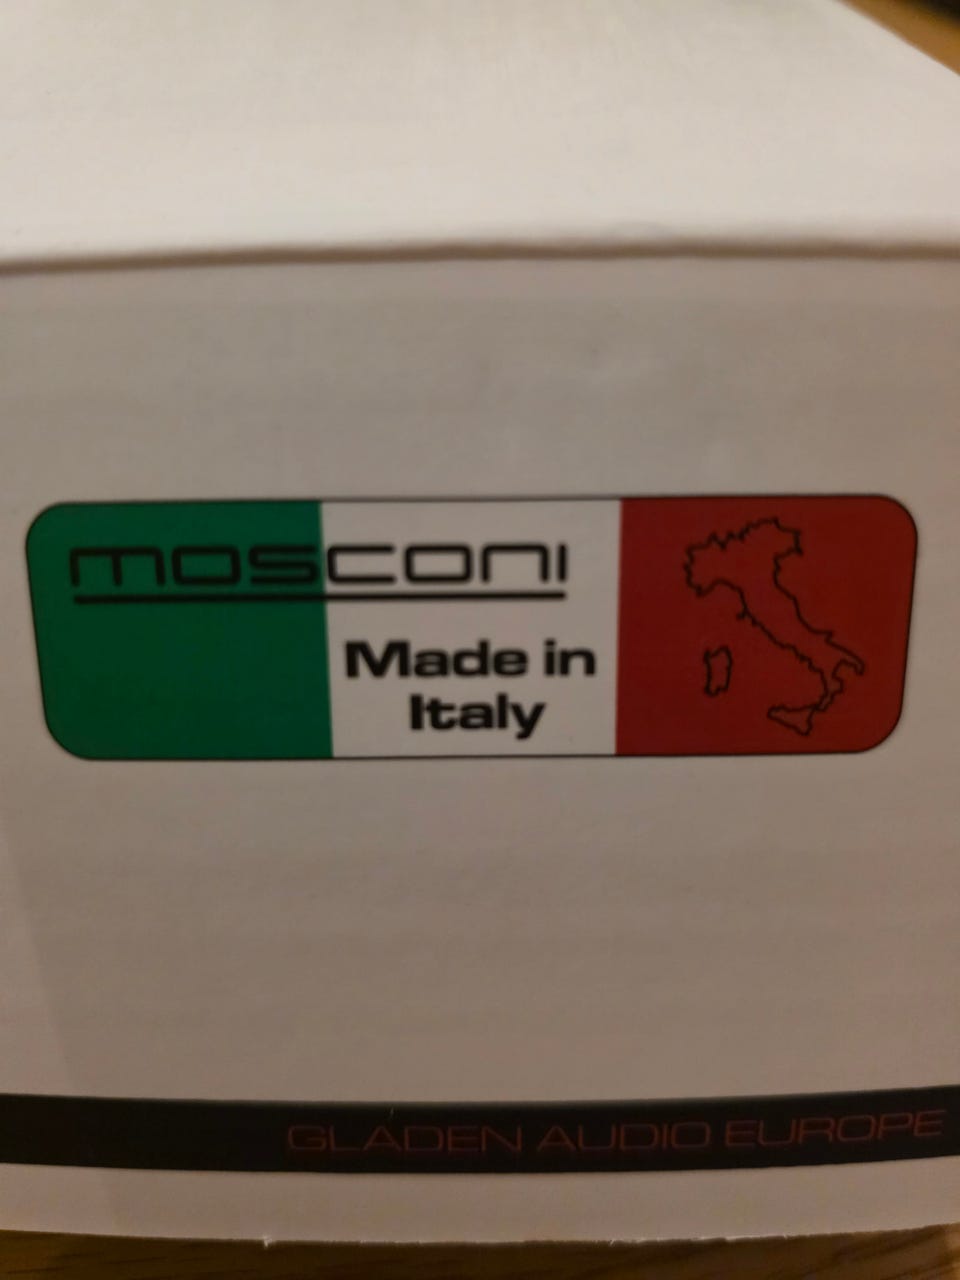 mosconi
Made in
Italy
GLADEN AUDIO EUROPE